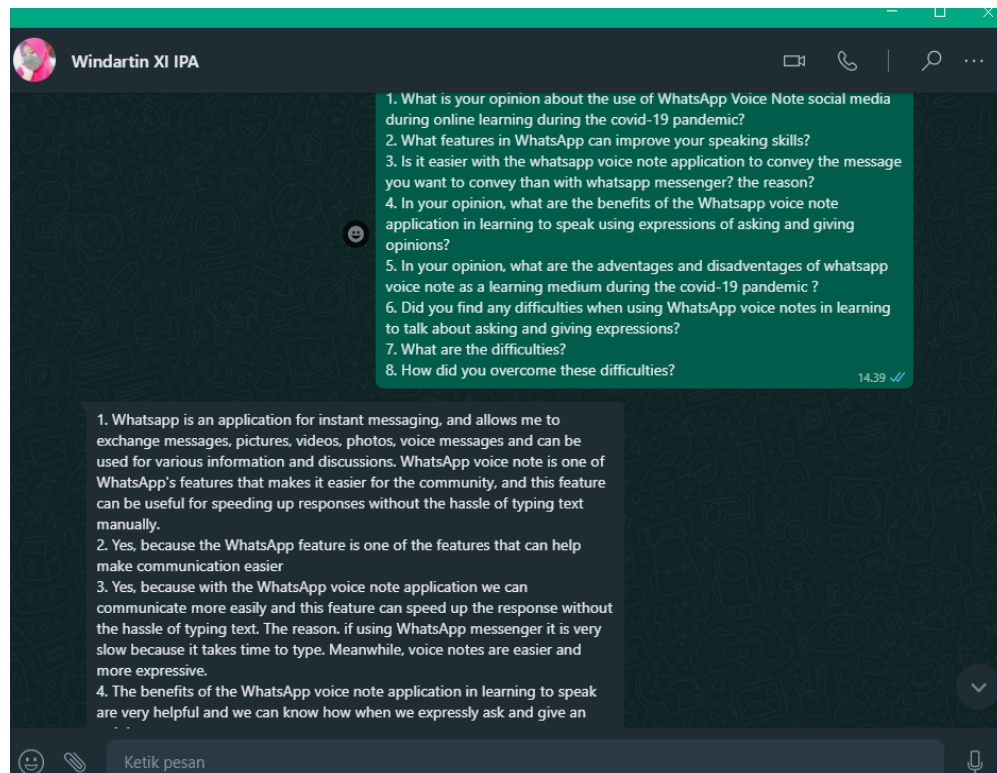 Windartin XI IPA
1. What is your opinion about the use of WhatsApp Voice Note social media
during online learning during the covid-19 pandemic?
2. What features in WhatsApp can improve your speaking skills?
3. Is it easier with the whatsapp voice note application to convey the message
you want to convey than with whatsapp messenger? the reason?
4. In your opinion, what are the benefits of the Whatsapp voice note
application in learning to speak using expressions of asking and giving
opinions?
5. In your opinion, what are the adventages and disadventages of whatsapp
voice note as a learning medium during the covid-19 pandemic ?
6. Did you find any difficulties when using WhatsApp voice notes in learning
to talk about asking and giving expressions?
7. What are the difficulties?
8. How did you overcome these difficulties?
14.39
1. Whatsapp is an application for instant messaging, and allows me to
exchange messages, pictures, videos, photos, voice messages and can be
used for various information and discussions. WhatsApp voice note is one of
WhatsApp's features that makes it easier for the community, and this feature
can be useful for speeding up responses without the hassle of typing text
manually.
2. Yes, because the WhatsApp feature is one of the features that can help
make communication easier
3. Yes, because with the WhatsApp voice note application we can
communicate more easily and this feature can speed up the response without
the hassle of typing text. The reason. if using WhatsApp messenger it is very
slow because it takes time to type. Meanwhile, voice notes are easier and
more expressive.
4. The benefits of the WhatsApp voice note application in learning to speak
are very helpful and we can know how when we expressly ask and give an
Ketik pesan